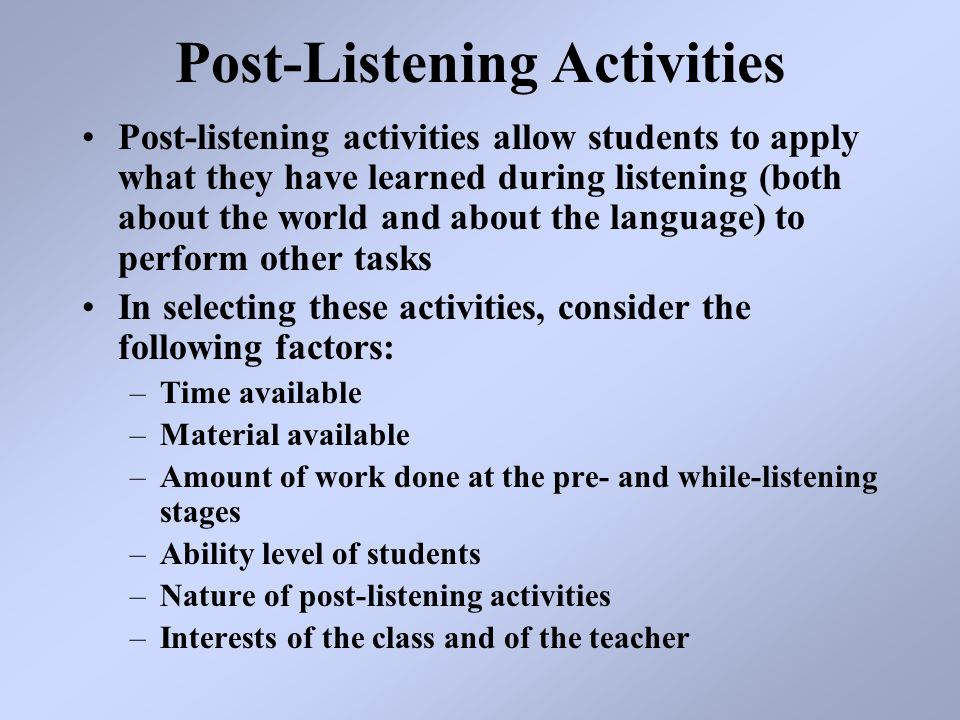 Post-Listening Activities
• Post-listening activities allow students to apply
what they have learned during listening (both
about the world and about the language) to
perform other tasks
• In selecting these activities, consider the
following factors:
–Time available
–Material available
–Amount of work done at the pre- and while-listening
stages
–Ability level of students
–Nature of post-listening activities
–Interests of the class and of the teacher